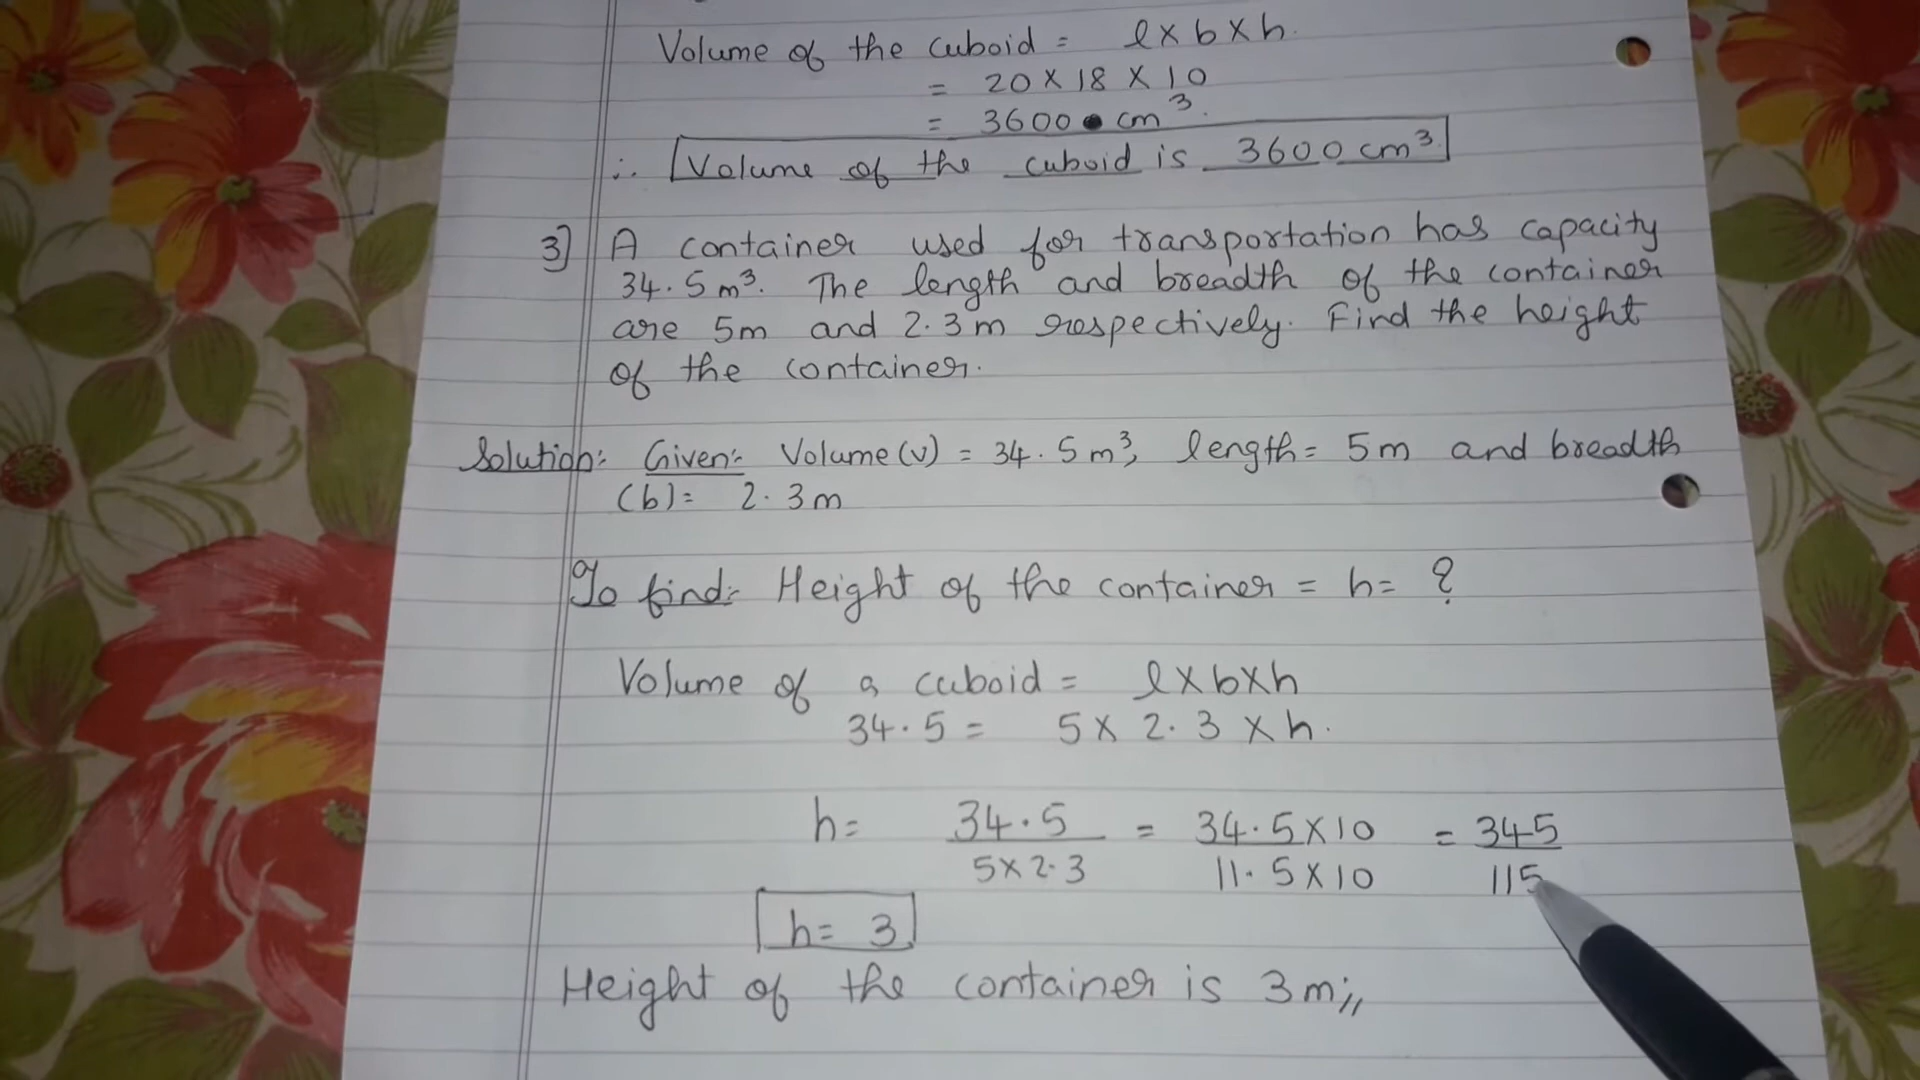 Volume of the cuboid = l×b×h.
= 20×18×10
= 3600 cm³.
∴ Volume of the cuboid is 3600 cm³.
3] A container used for transportation has capacity
34.5 m³. The length and breadth of the container
are 5m and 2.3m respectively. Find the height
of the container.
Solution: Given:- Volume (v) = 34.5 m³, length = 5m and breadth
(b) = 2.3m
To find:- Height of the container = h = ?
Volume of a cuboid = l×b×h
34.5 = 5×2.3×h.
h = 34.5 / 5×2.3 = 34.5×10 / 11.5×10 = 345 / 115
h = 3
Height of the container is 3m;,,